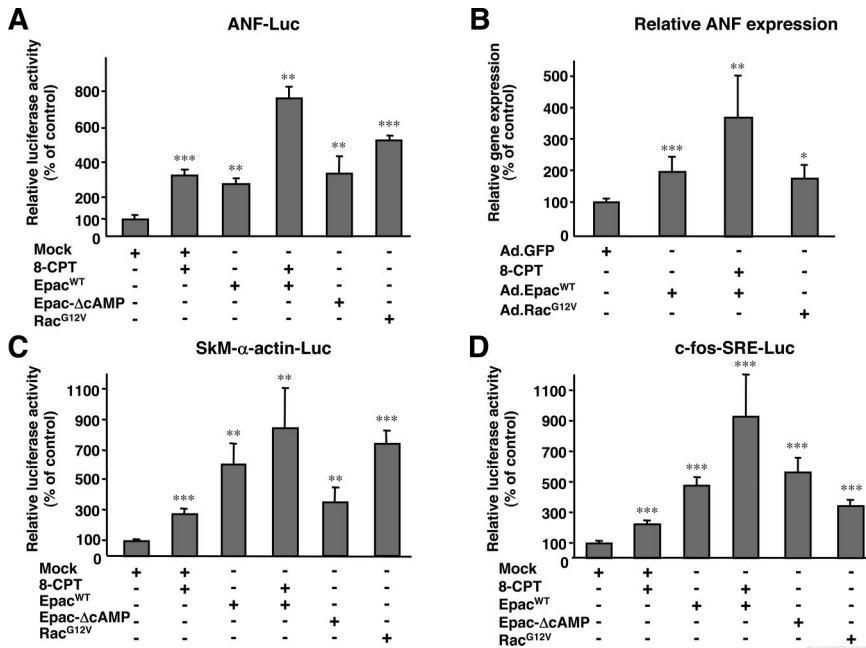 A
ANF-Luc
Relative luciferase activity
(% of control)
800
600
400
200
100
0
***
**
**
**
***
Mock + + - - - -
8-CPT - + - + - -
Epac^WT - - + + - -
Epac-ΔcAMP - - - - + -
Rac^G12V - - - - - +
B
Relative ANF expression
Relative gene expression
(% of control)
500
400
300
200
100
0
***
**
*
Ad.GFP + - - -
8-CPT - - + -
Ad.Epac^WT - + + -
Ad.Rac^G12V - - - +
C
SkM-α-actin-Luc
Relative luciferase activity
(% of control)
1100
900
700
500
300
100
0
***
**
**
**
***
Mock + + - - - -
8-CPT - + - + - -
Epac^WT - - + + - -
Epac-ΔcAMP - - - - + -
Rac^G12V - - - - - +
D
c-fos-SRE-Luc
Relative luciferase activity
(% of control)
1100
900
700
500
300
100
0
***
***
***
***
***
Mock + + - - - -
8-CPT - + - + - -
Epac^WT - - + + - -
Epac-ΔcAMP - - - - + -
Rac^G12V - - - - - +